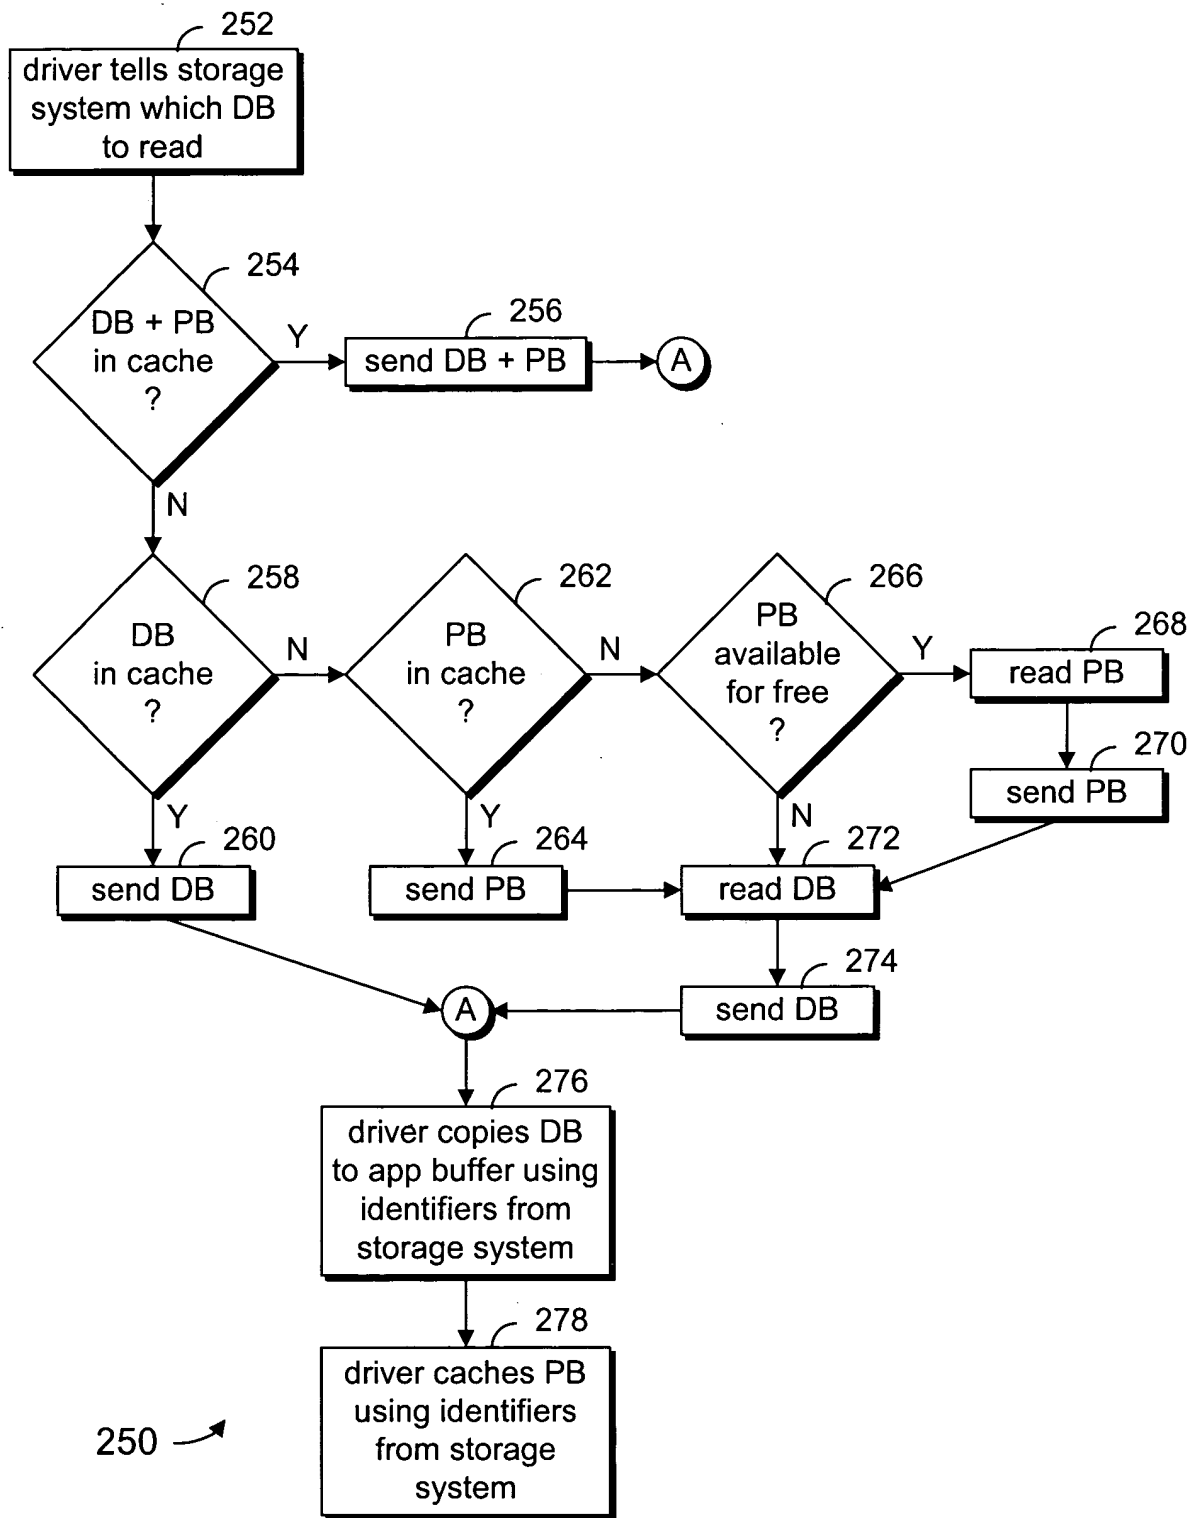 252
driver tells storage
system which DB
to read
254
DB + PB
in cache
?
Y
256
send DB + PB
A
N
258
DB
in cache
?
N
262
PB
in cache
?
N
266
PB
available
for free
?
Y
268
read PB
270
send PB
Y
260
send DB
Y
264
send PB
N
272
read DB
274
send DB
A
276
driver copies DB
to app buffer using
identifiers from
storage system
278
driver caches PB
using identifiers
from storage
system
250